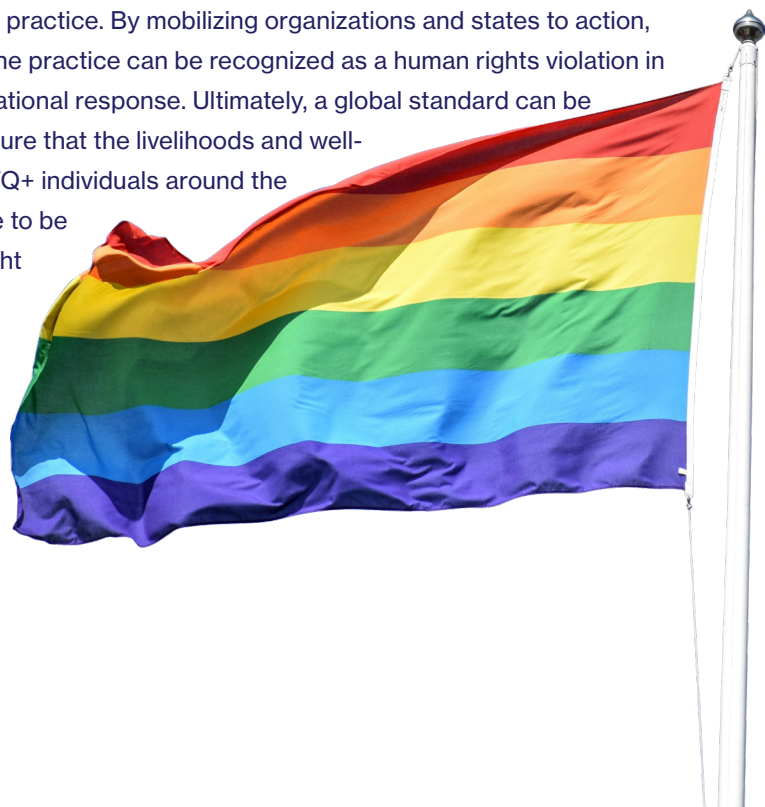 practice. By mobilizing organizations and states to action,
he practice can be recognized as a human rights violation in
ational response. Ultimately, a global standard can be
ure that the livelihoods and well-
Q+ individuals around the
e to be
ht